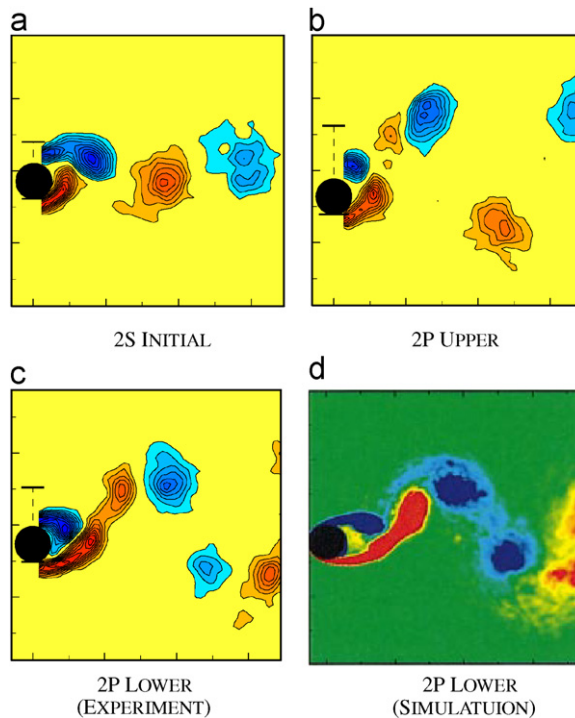 a
b
2S INITIAL
2P UPPER
c
d
2P LOWER
(EXPERIMENT)
2P LOWER
(SIMULATUION)